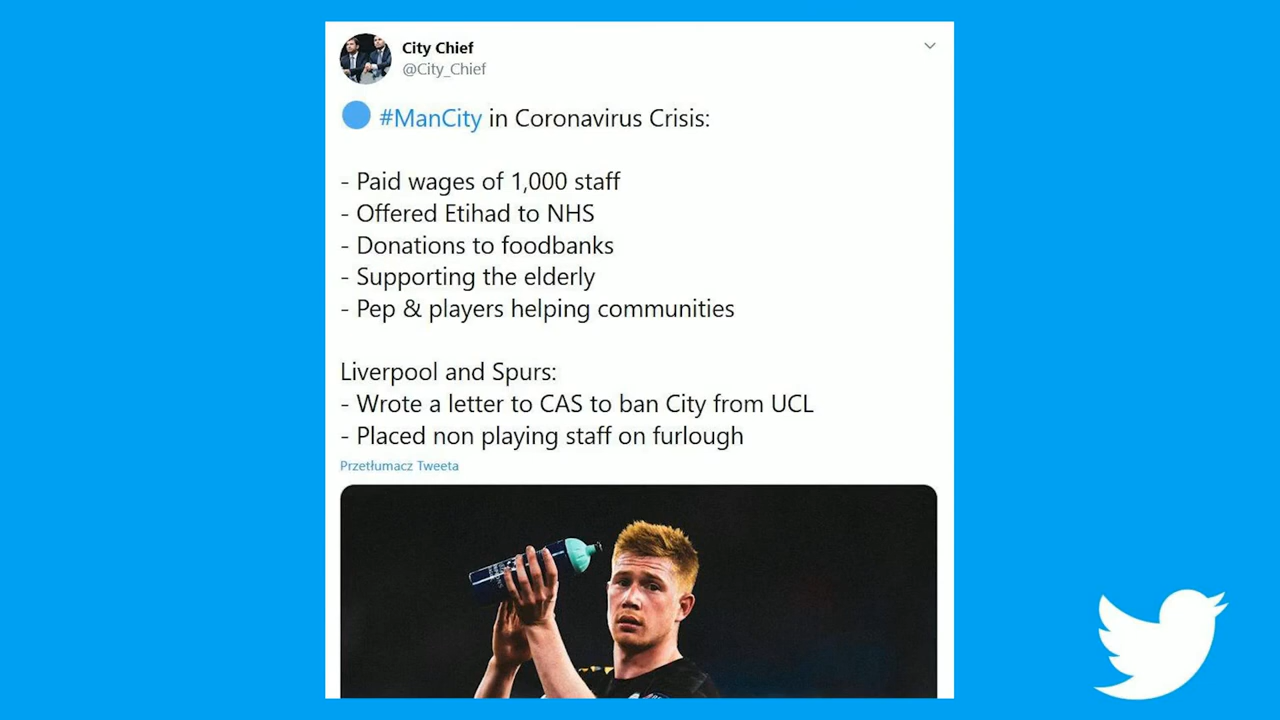 City Chief
@City_Chief
#ManCity in Coronavirus Crisis:
- Paid wages of 1,000 staff
- Offered Etihad to NHS
- Donations to foodbanks
- Supporting the elderly
- Pep & players helping communities
Liverpool and Spurs:
- Wrote a letter to CAS to ban City from UCL
- Placed non playing staff on furlough
Przetłumacz Tweeta